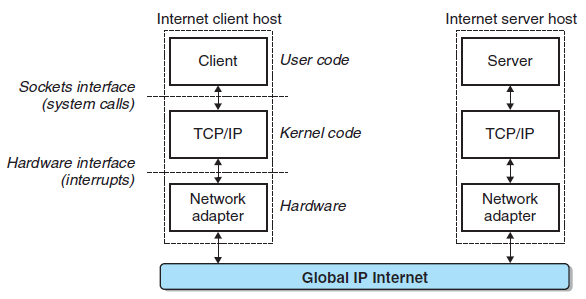 Internet client host
Internet server host
Client
User code
Server
Sockets interface
(system calls)
TCP/IP
Kernel code
TCP/IP
Hardware interface
(interrupts)
Network
adapter
Hardware
Network
adapter
Global IP Internet